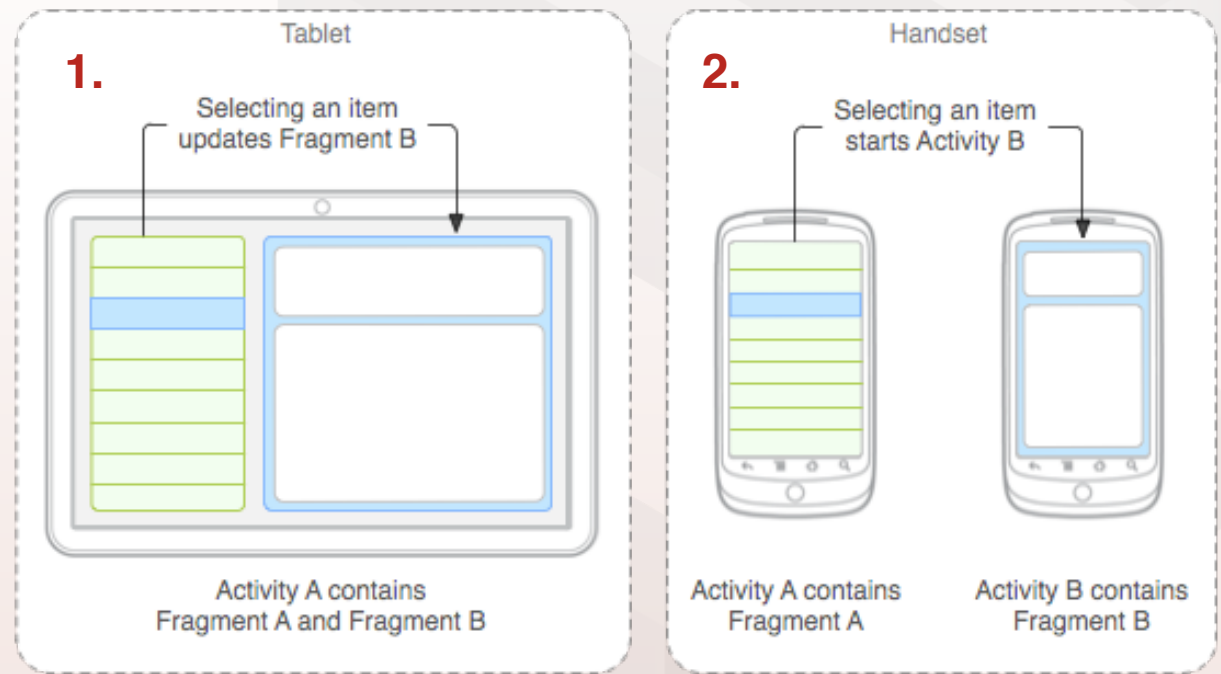 Tablet
1.
Selecting an item
updates Fragment B
Activity A contains
Fragment A and Fragment B
Handset
2.
Selecting an item
starts Activity B
Activity A contains
Fragment A
Activity B contains
Fragment B